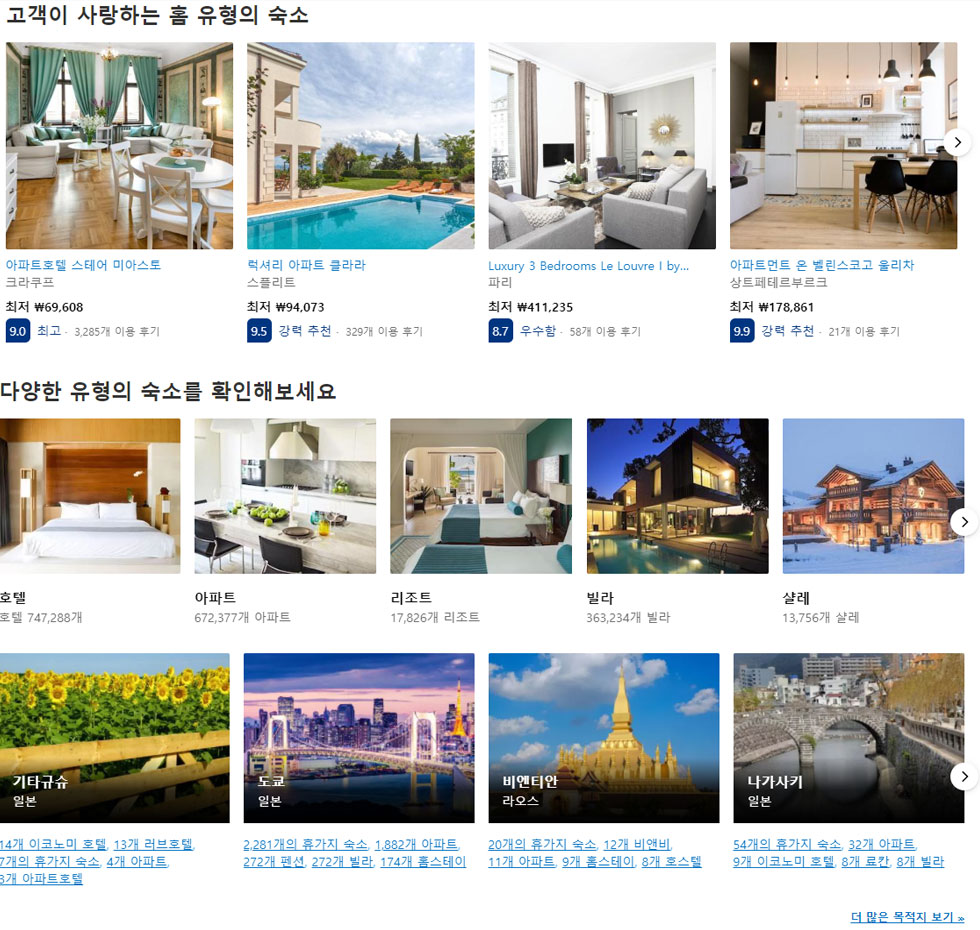 고객이 사랑하는 홈 유형의 숙소
아파트호텔 스테어 미아스토
크라쿠프
최저 ₩69,608
9.0 최고 · 3,285개 이용 후기
럭셔리 아파트 클라라
스플리트
최저 ₩94,073
9.5 강력 추천 · 329개 이용 후기
Luxury 3 Bedrooms Le Louvre I by...
파리
최저 ₩411,235
8.7 우수함 · 58개 이용 후기
아파트먼트 온 벨린스코고 울리차
상트페테르부르크
최저 ₩178,861
9.9 강력 추천 · 21개 이용 후기
다양한 유형의 숙소를 확인해보세요
호텔
호텔 747,288개
아파트
672,377개 아파트
리조트
17,826개 리조트
빌라
363,234개 빌라
샬레
13,756개 샬레
기타규슈
일본
14개 이코노미 호텔, 13개 러브호텔,
7개의 휴가지 숙소, 4개 아파트,
3개 아파트호텔
도쿄
일본
2,281개의 휴가지 숙소, 1,882개 아파트,
272개 펜션, 272개 빌라, 174개 홈스테이
비엔티안
라오스
20개의 휴가지 숙소, 12개 비앤비,
11개 아파트, 9개 홈스테이, 8개 호스텔
나가사키
일본
54개의 휴가지 숙소, 32개 아파트,
9개 이코노미 호텔, 8개 료칸, 8개 빌라
더 많은 목적지 보기 »